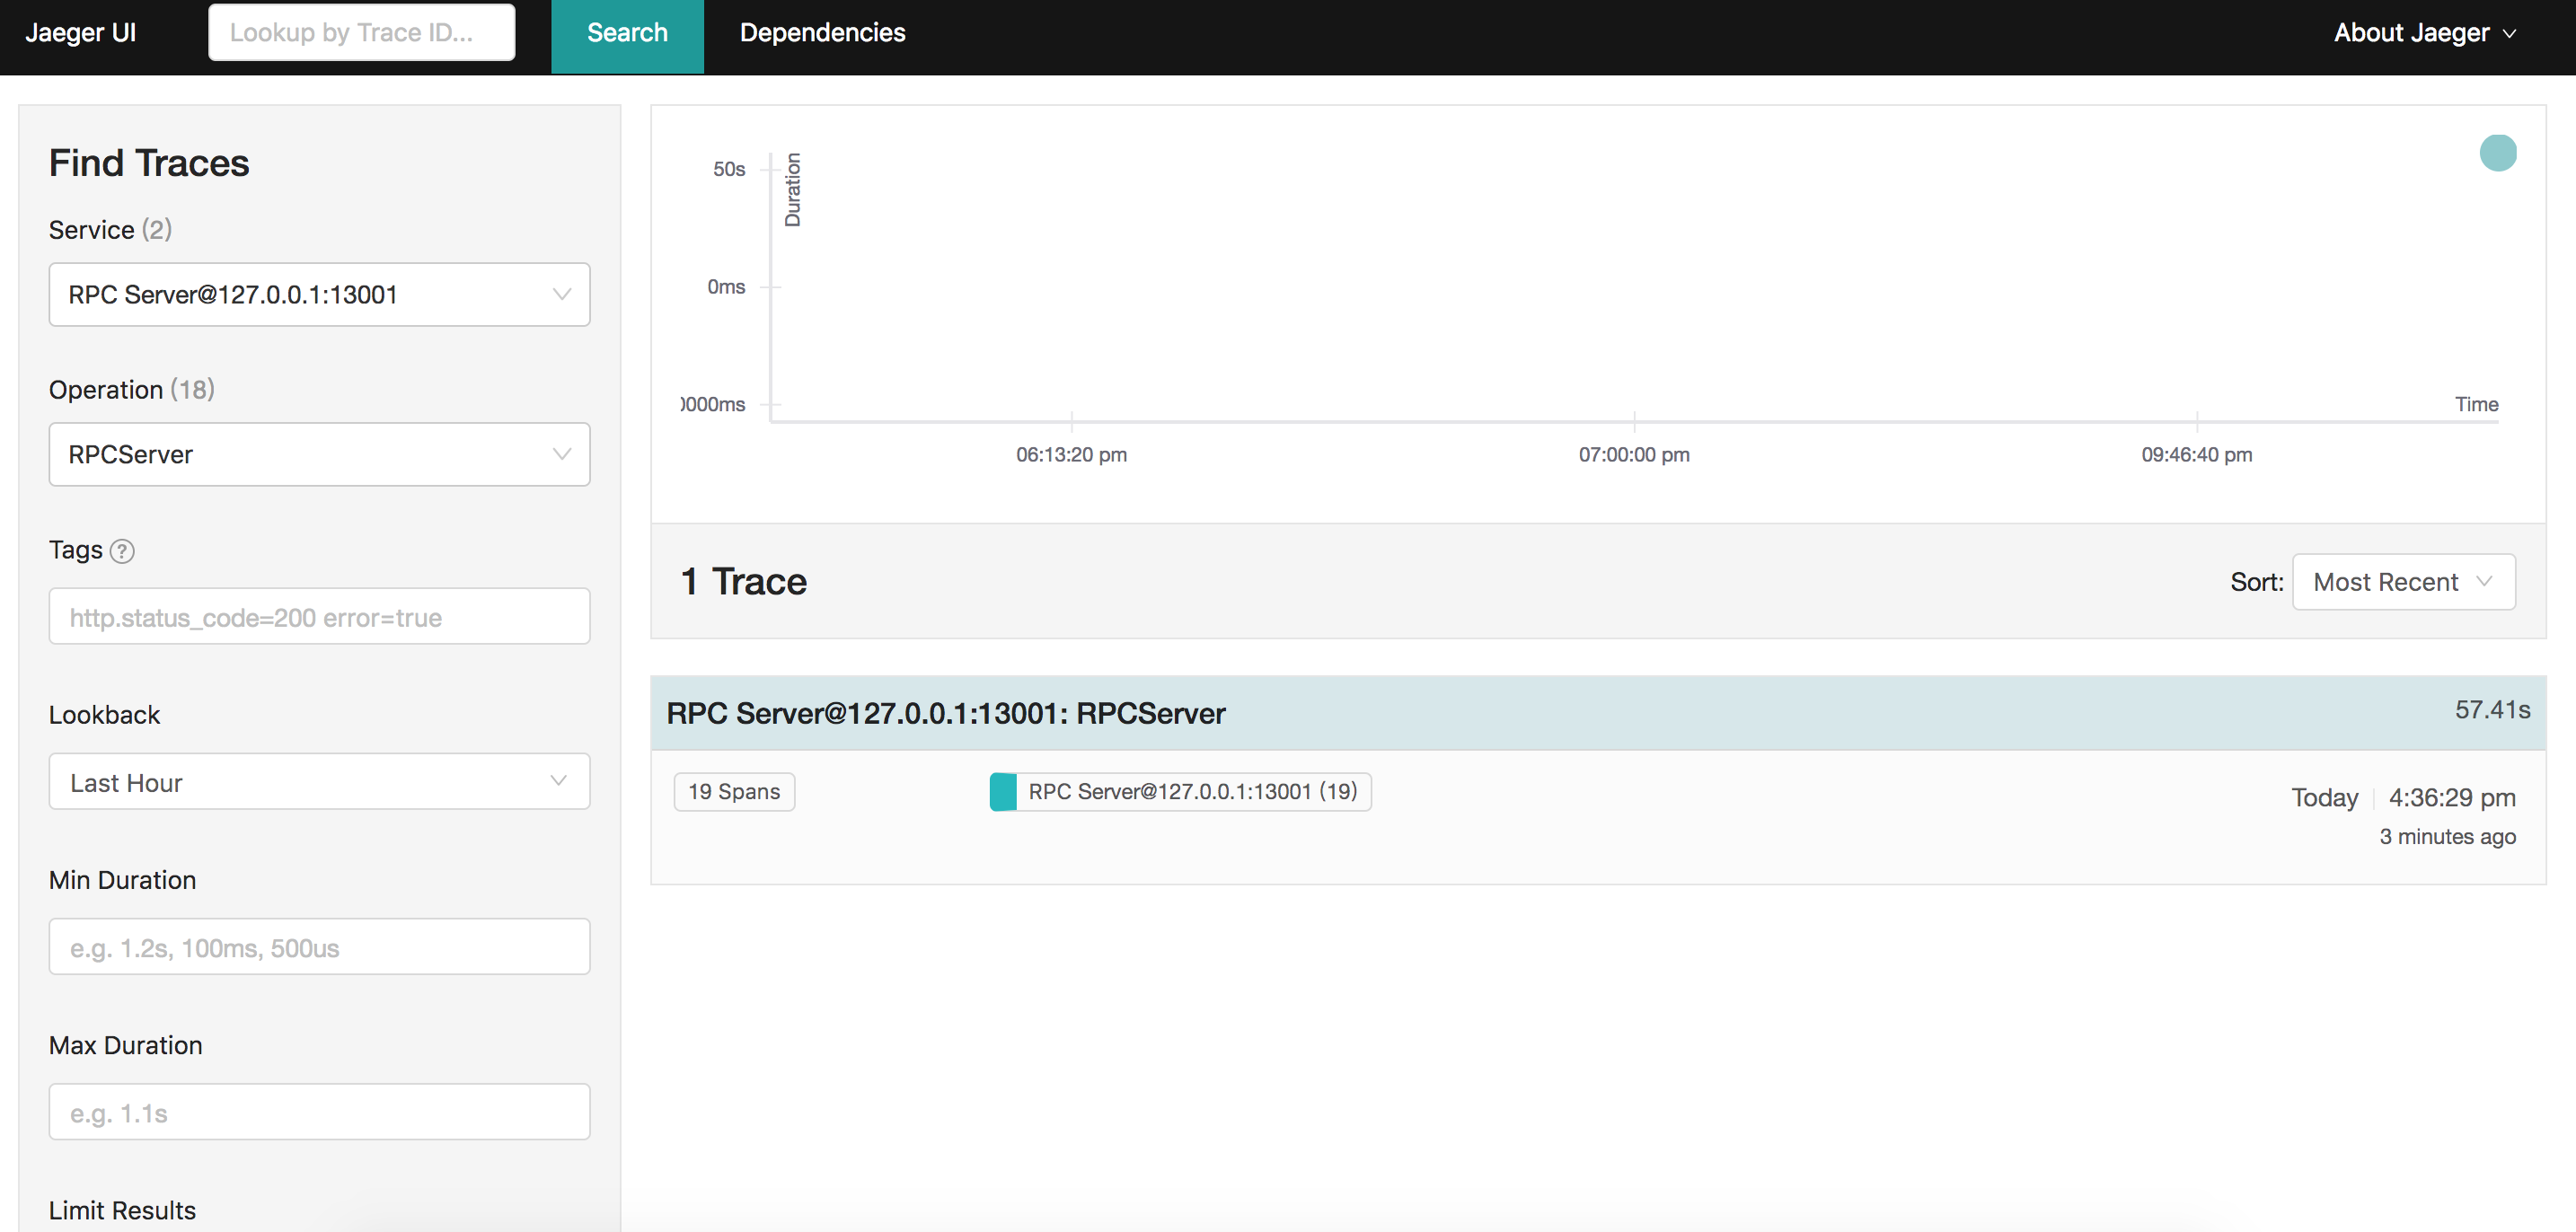 Jaeger UI
Lookup by Trace ID...
Search
Dependencies
About Jaeger
Find Traces
Service (2)
RPC Server@127.0.0.1:13001
Operation (18)
RPCServer
Tags ?
http.status_code=200 error=true
Lookback
Last Hour
Min Duration
e.g. 1.2s, 100ms, 500us
Max Duration
e.g. 1.1s
Limit Results
Duration
50s
0ms
0000ms
Time
06:13:20 pm
07:00:00 pm
09:46:40 pm
1 Trace
Sort: Most Recent
RPC Server@127.0.0.1:13001: RPCServer
57.41s
19 Spans
RPC Server@127.0.0.1:13001 (19)
Today 4:36:29 pm
3 minutes ago